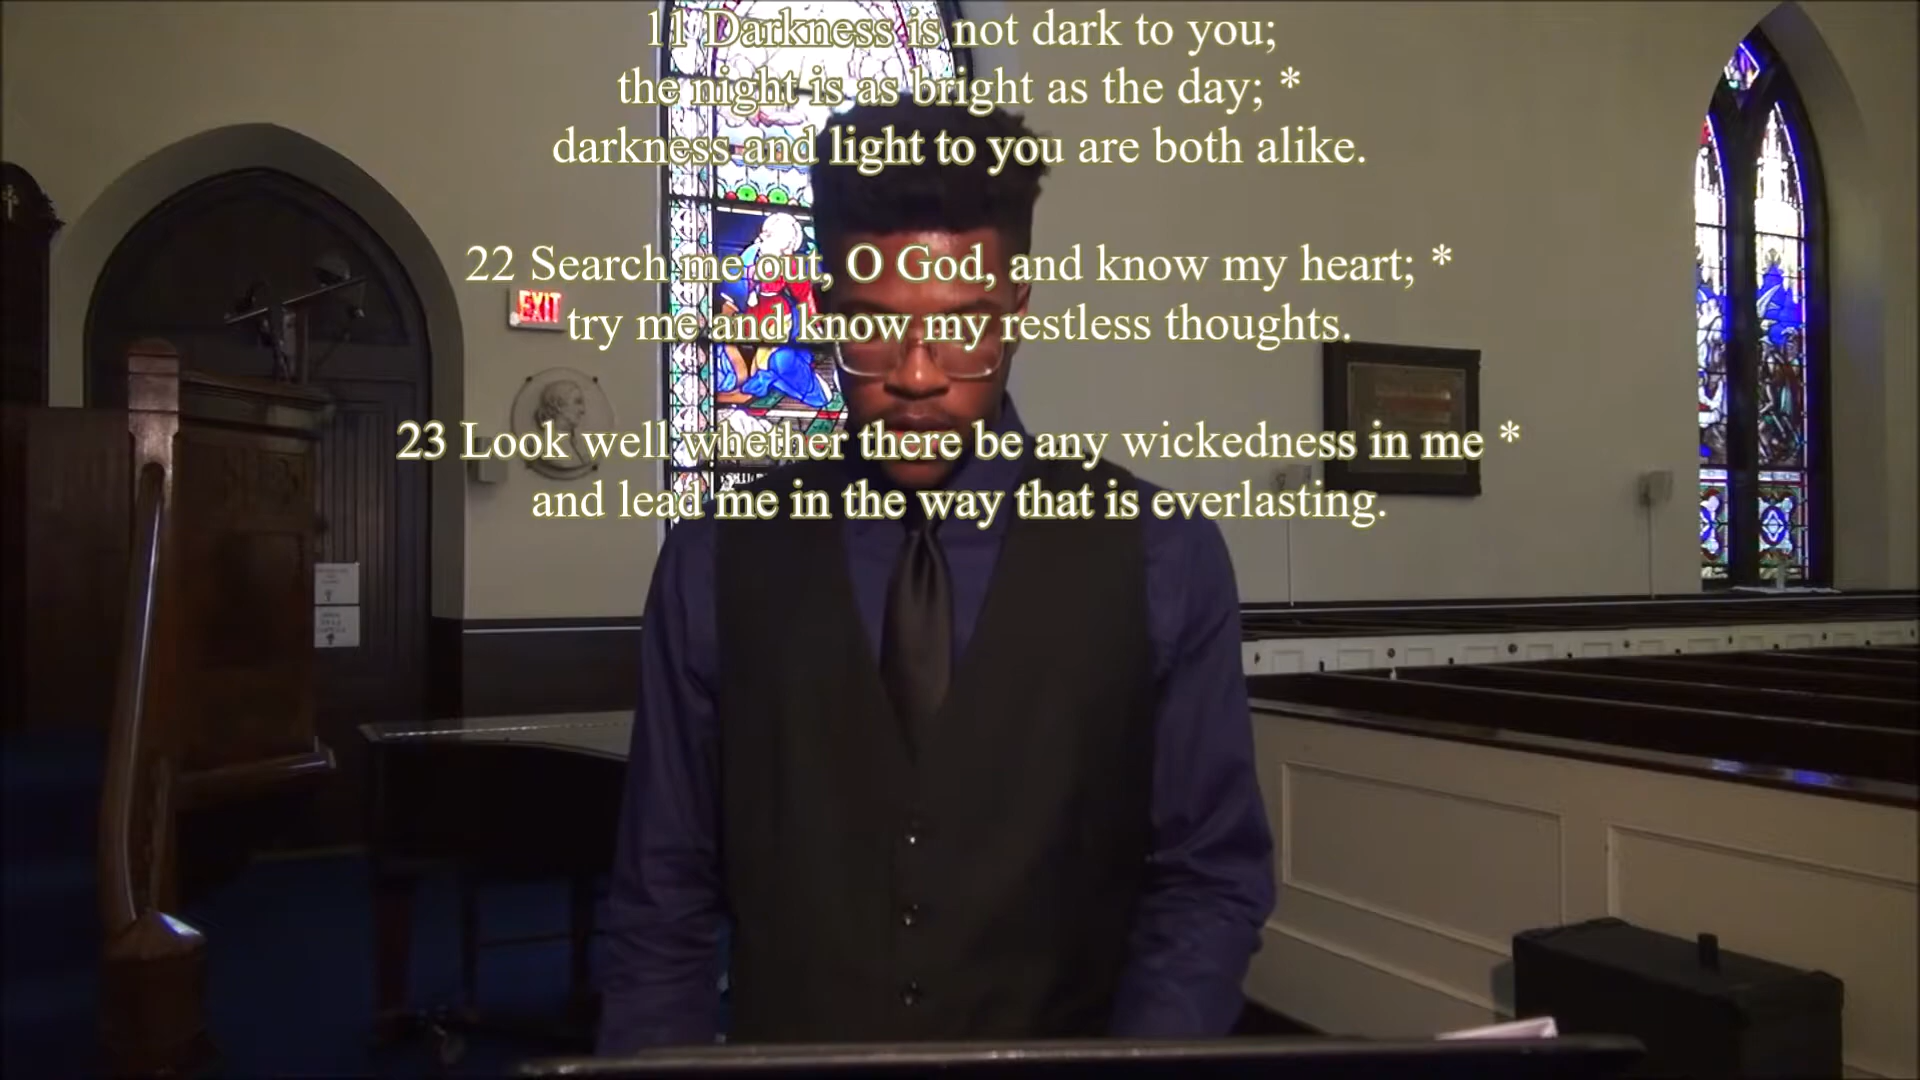 11 Darkness is not dark to you;
the night is as bright as the day; *
darkness and light to you are both alike.
22 Search me out, O God, and know my heart; *
EXIT
try me and know my restless thoughts.
23 Look well whether there be any wickedness in me *
and lead me in the way that is everlasting.